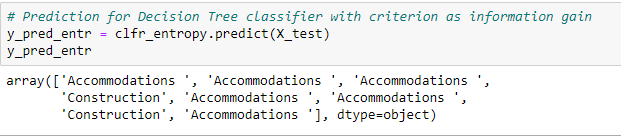 # Prediction for Decision Tree classifier with criterion as information gain
y_pred_entr = clfr_entropy.predict(X_test)
y_pred_entr
array(['Accommodations ', 'Accommodations ', 'Accommodations ',
'Construction', 'Accommodations ', 'Accommodations ',
'Construction', 'Accommodations '], dtype=object)